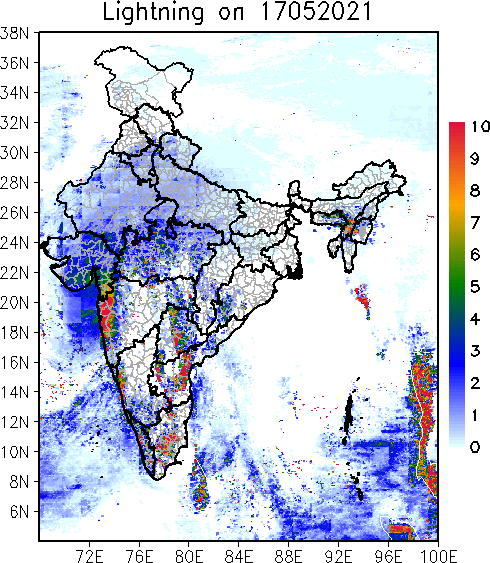 Lightning on 17052021
38N
36N
34N
32N
30N
28N
26N
24N
22N
20N
18N
16N
14N
12N
10N
8N
6N
72E 76E 80E 84E 88E 92E 96E 100E
10
9
8
7
6
5
4
3
2
1
0